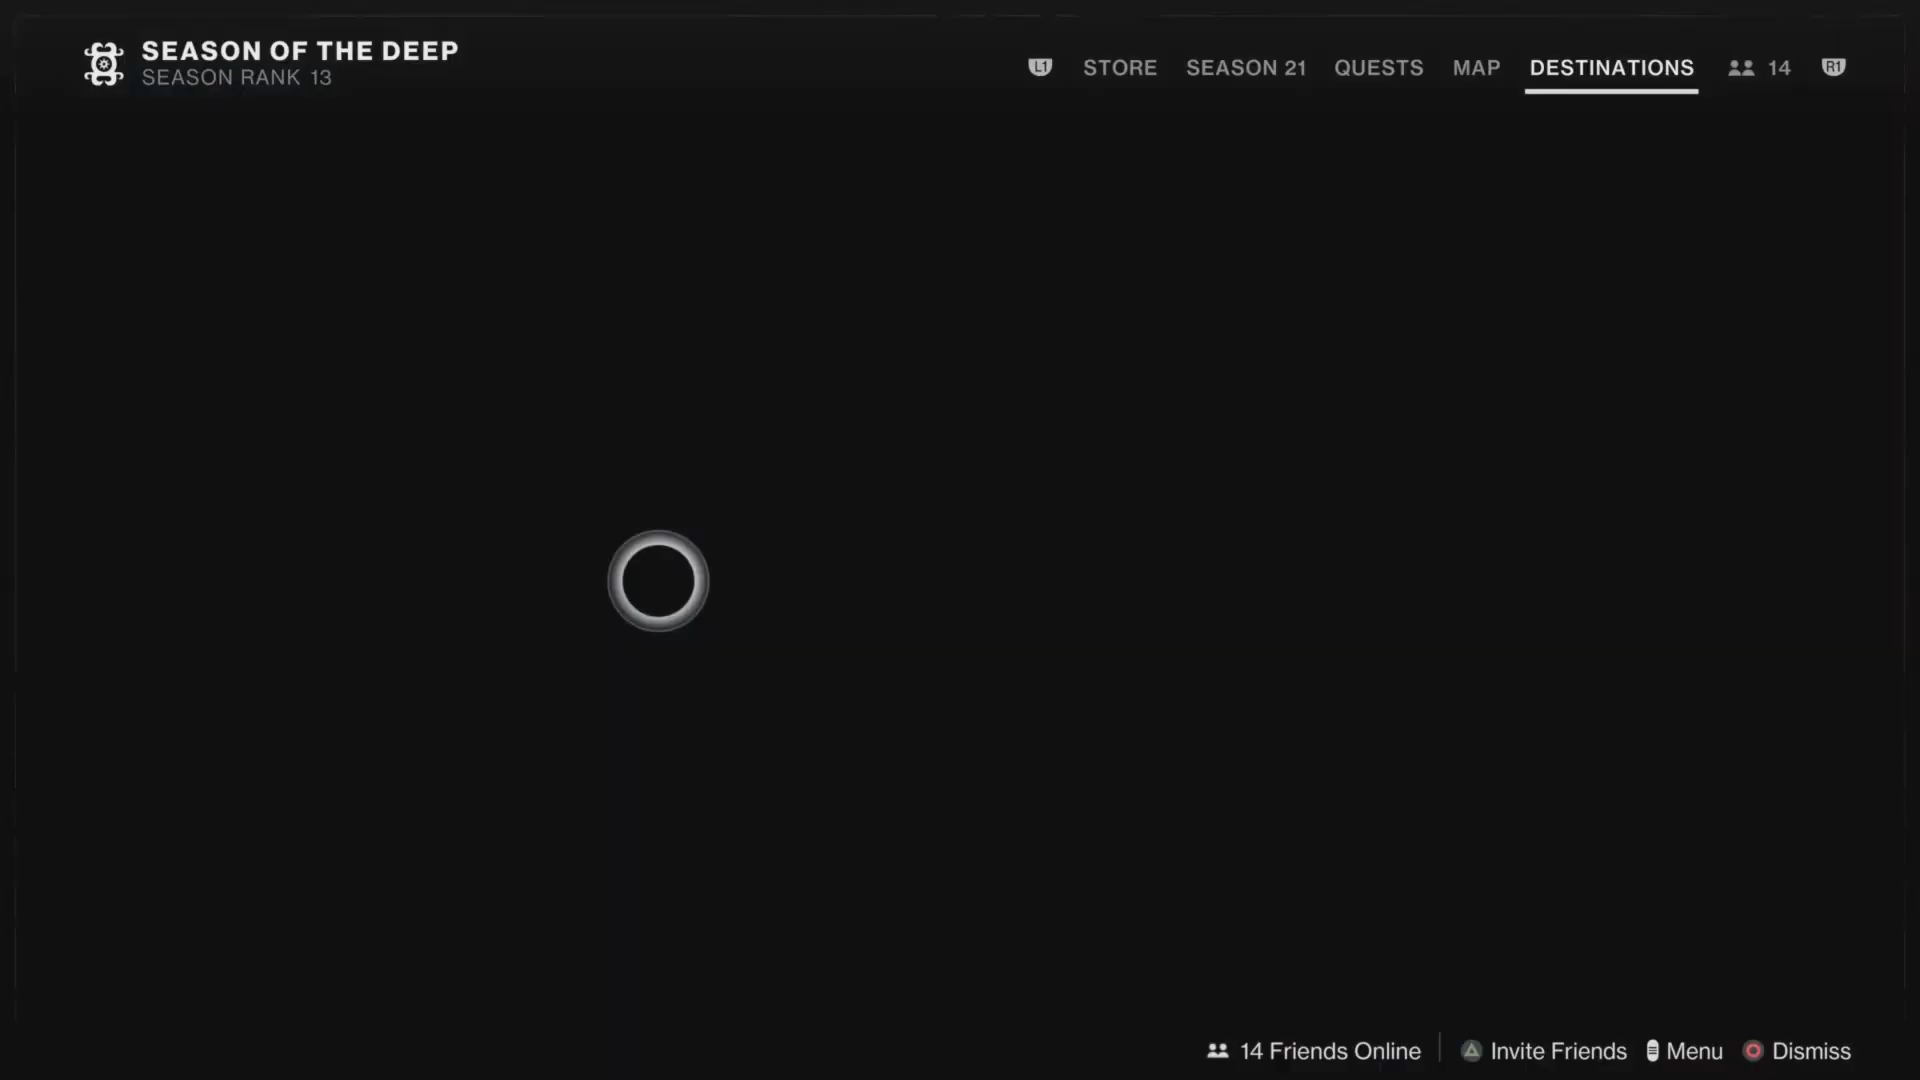 SEASON OF THE DEEP
SEASON RANK 13
L1 STORE SEASON 21 QUESTS MAP DESTINATIONS 14 R1
14 Friends Online Invite Friends Menu Dismiss